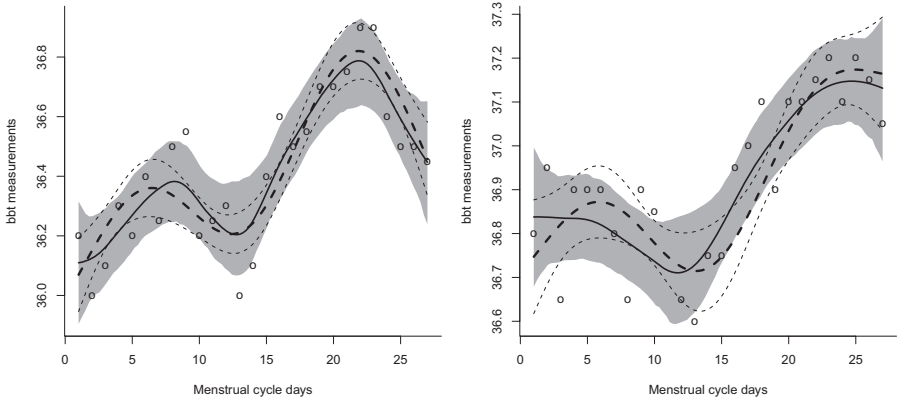 36.8
36.6
36.4
36.2
36.0
bbt measurements
0 5 10 15 20 25
Menstrual cycle days
37.3
37.2
37.1
37.0
36.9
36.8
36.7
36.6
bbt measurements
0 5 10 15 20 25
Menstrual cycle days